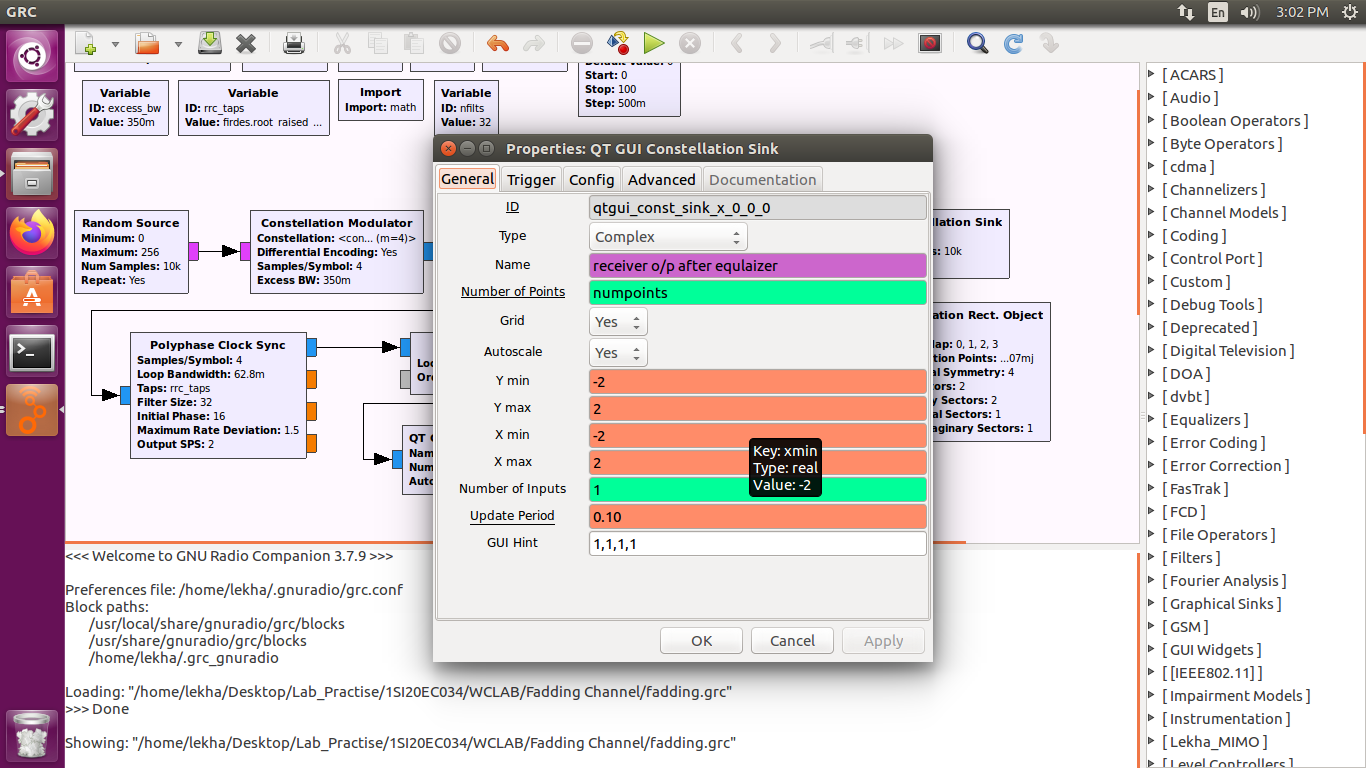 GRC
En
3:02 PM
Default Value: 0
Start: 0
Stop: 100
Step: 500m
Variable
ID: excess_bw
Value: 350m
Variable
ID: rrc_taps
Value: firdes.root_raised_...
Import
Import: math
Variable
ID: nfilts
Value: 32
Random Source
Minimum: 0
Maximum: 256
Num Samples: 10k
Repeat: Yes
Constellation Modulator
Constellation: <con... (m=4)>
Differential Encoding: Yes
Samples/Symbol: 4
Excess BW: 350m
Polyphase Clock Sync
Samples/Symbol: 4
Loop Bandwidth: 62.8m
Taps: rrc_taps
Filter Size: 32
Initial Phase: 16
Maximum Rate Deviation: 1.5
Output SPS: 2
Loo
Or
QT G
Nam
Num
Auto
llation Sink
s: 10k
ation Rect. Object
ap: 0, 1, 2, 3
tion Points: ...07mj
al Symmetry: 4
ors: 2
y Sectors: 2
al Sectors: 1
aginary Sectors: 1
Properties: QT GUI Constellation Sink
General
Trigger
Config
Advanced
Documentation
ID
qtgui_const_sink_x_0_0_0
Type
Complex
Name
receiver o/p after equlaizer
Number of Points
numpoints
Grid
Yes
Autoscale
Yes
Y min
-2
Y max
2
X min
-2
X max
2
Number of Inputs
1
Update Period
0.10
GUI Hint
1,1,1,1
Key: xmin
Type: real
Value: -2
OK
Cancel
Apply
<<< Welcome to GNU Radio Companion 3.7.9 >>>
Preferences file: /home/lekha/.gnuradio/grc.conf
Block paths:
/usr/local/share/gnuradio/grc/blocks
/usr/share/gnuradio/grc/blocks
/home/lekha/.grc_gnuradio
Loading: "/home/lekha/Desktop/Lab_Practise/1SI20EC034/WCLAB/Fadding Channel/fadding.grc"
>>> Done
Showing: "/home/lekha/Desktop/Lab_Practise/1SI20EC034/WCLAB/Fadding Channel/fadding.grc"
[ ACARS ]
[ Audio ]
[ Boolean Operators ]
[ Byte Operators ]
[ cdma ]
[ Channelizers ]
[ Channel Models ]
[ Coding ]
[ Control Port ]
[ Custom ]
[ Debug Tools ]
[ Deprecated ]
[ Digital Television ]
[ DOA ]
[ dvbt ]
[ Equalizers ]
[ Error Coding ]
[ Error Correction ]
[ FasTrak ]
[ FCD ]
[ File Operators ]
[ Filters ]
[ Fourier Analysis ]
[ Graphical Sinks ]
[ GSM ]
[ GUI Widgets ]
[ [IEEE802.11] ]
[ Impairment Models ]
[ Instrumentation ]
[ Lekha_MIMO ]
[ Level Controllers ]